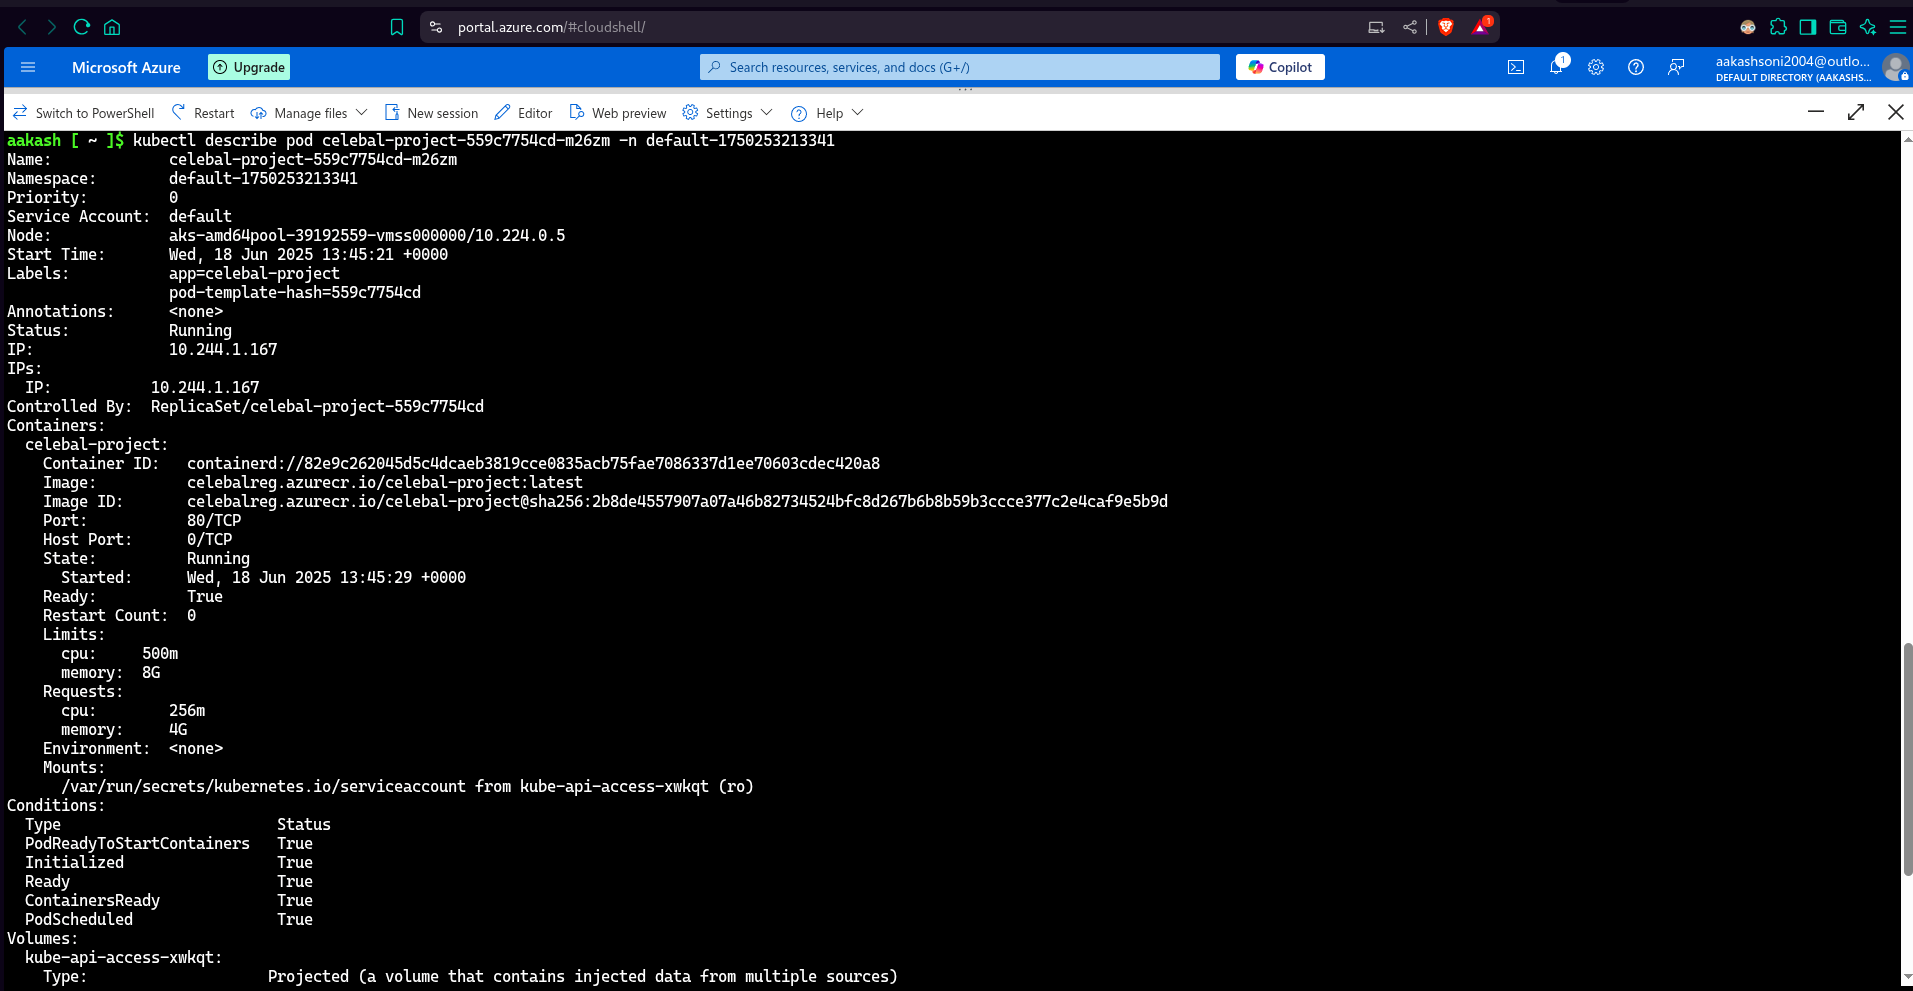 portal.azure.com/#cloudshell/
1
Microsoft Azure
Upgrade
Search resources, services, and docs (G+/)
Copilot
1
aakashsoni2004@outlo...
DEFAULT DIRECTORY (AAKASHS...
Switch to PowerShell Restart Manage files New session Editor Web preview Settings Help
aakash [ ~ ]$ kubectl describe pod celebal-project-559c7754cd-m26zm -n default-1750253213341
Name: celebal-project-559c7754cd-m26zm
Namespace: default-1750253213341
Priority: 0
Service Account: default
Node: aks-amd64pool-39192559-vmss000000/10.224.0.5
Start Time: Wed, 18 Jun 2025 13:45:21 +0000
Labels: app=celebal-project
pod-template-hash=559c7754cd
Annotations: <none>
Status: Running
IP: 10.244.1.167
IPs:
IP: 10.244.1.167
Controlled By: ReplicaSet/celebal-project-559c7754cd
Containers:
celebal-project:
Container ID: containerd://82e9c262045d5c4dcaeb3819cce0835acb75fae7086337d1ee70603cdec420a8
Image: celebalreg.azurecr.io/celebal-project:latest
Image ID: celebalreg.azurecr.io/celebal-project@sha256:2b8de4557907a07a46b82734524bfc8d267b6b8b59b3ccce377c2e4caf9e5b9d
Port: 80/TCP
Host Port: 0/TCP
State: Running
Started: Wed, 18 Jun 2025 13:45:29 +0000
Ready: True
Restart Count: 0
Limits:
cpu: 500m
memory: 8G
Requests:
cpu: 256m
memory: 4G
Environment: <none>
Mounts:
/var/run/secrets/kubernetes.io/serviceaccount from kube-api-access-xwkqt (ro)
Conditions:
Type Status
PodReadyToStartContainers True
Initialized True
Ready True
ContainersReady True
PodScheduled True
Volumes:
kube-api-access-xwkqt:
Type: Projected (a volume that contains injected data from multiple sources)